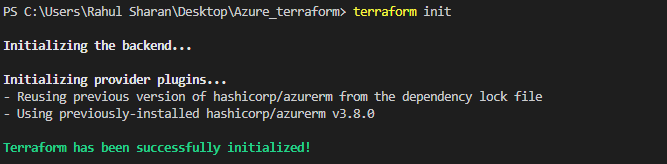 PS C:\Users\Rahul Sharan\Desktop\Azure_terraform> terraform init
Initializing the backend...
Initializing provider plugins...
- Reusing previous version of hashicorp/azurerm from the dependency lock file
- Using previously-installed hashicorp/azurerm v3.8.0
Terraform has been successfully initialized!